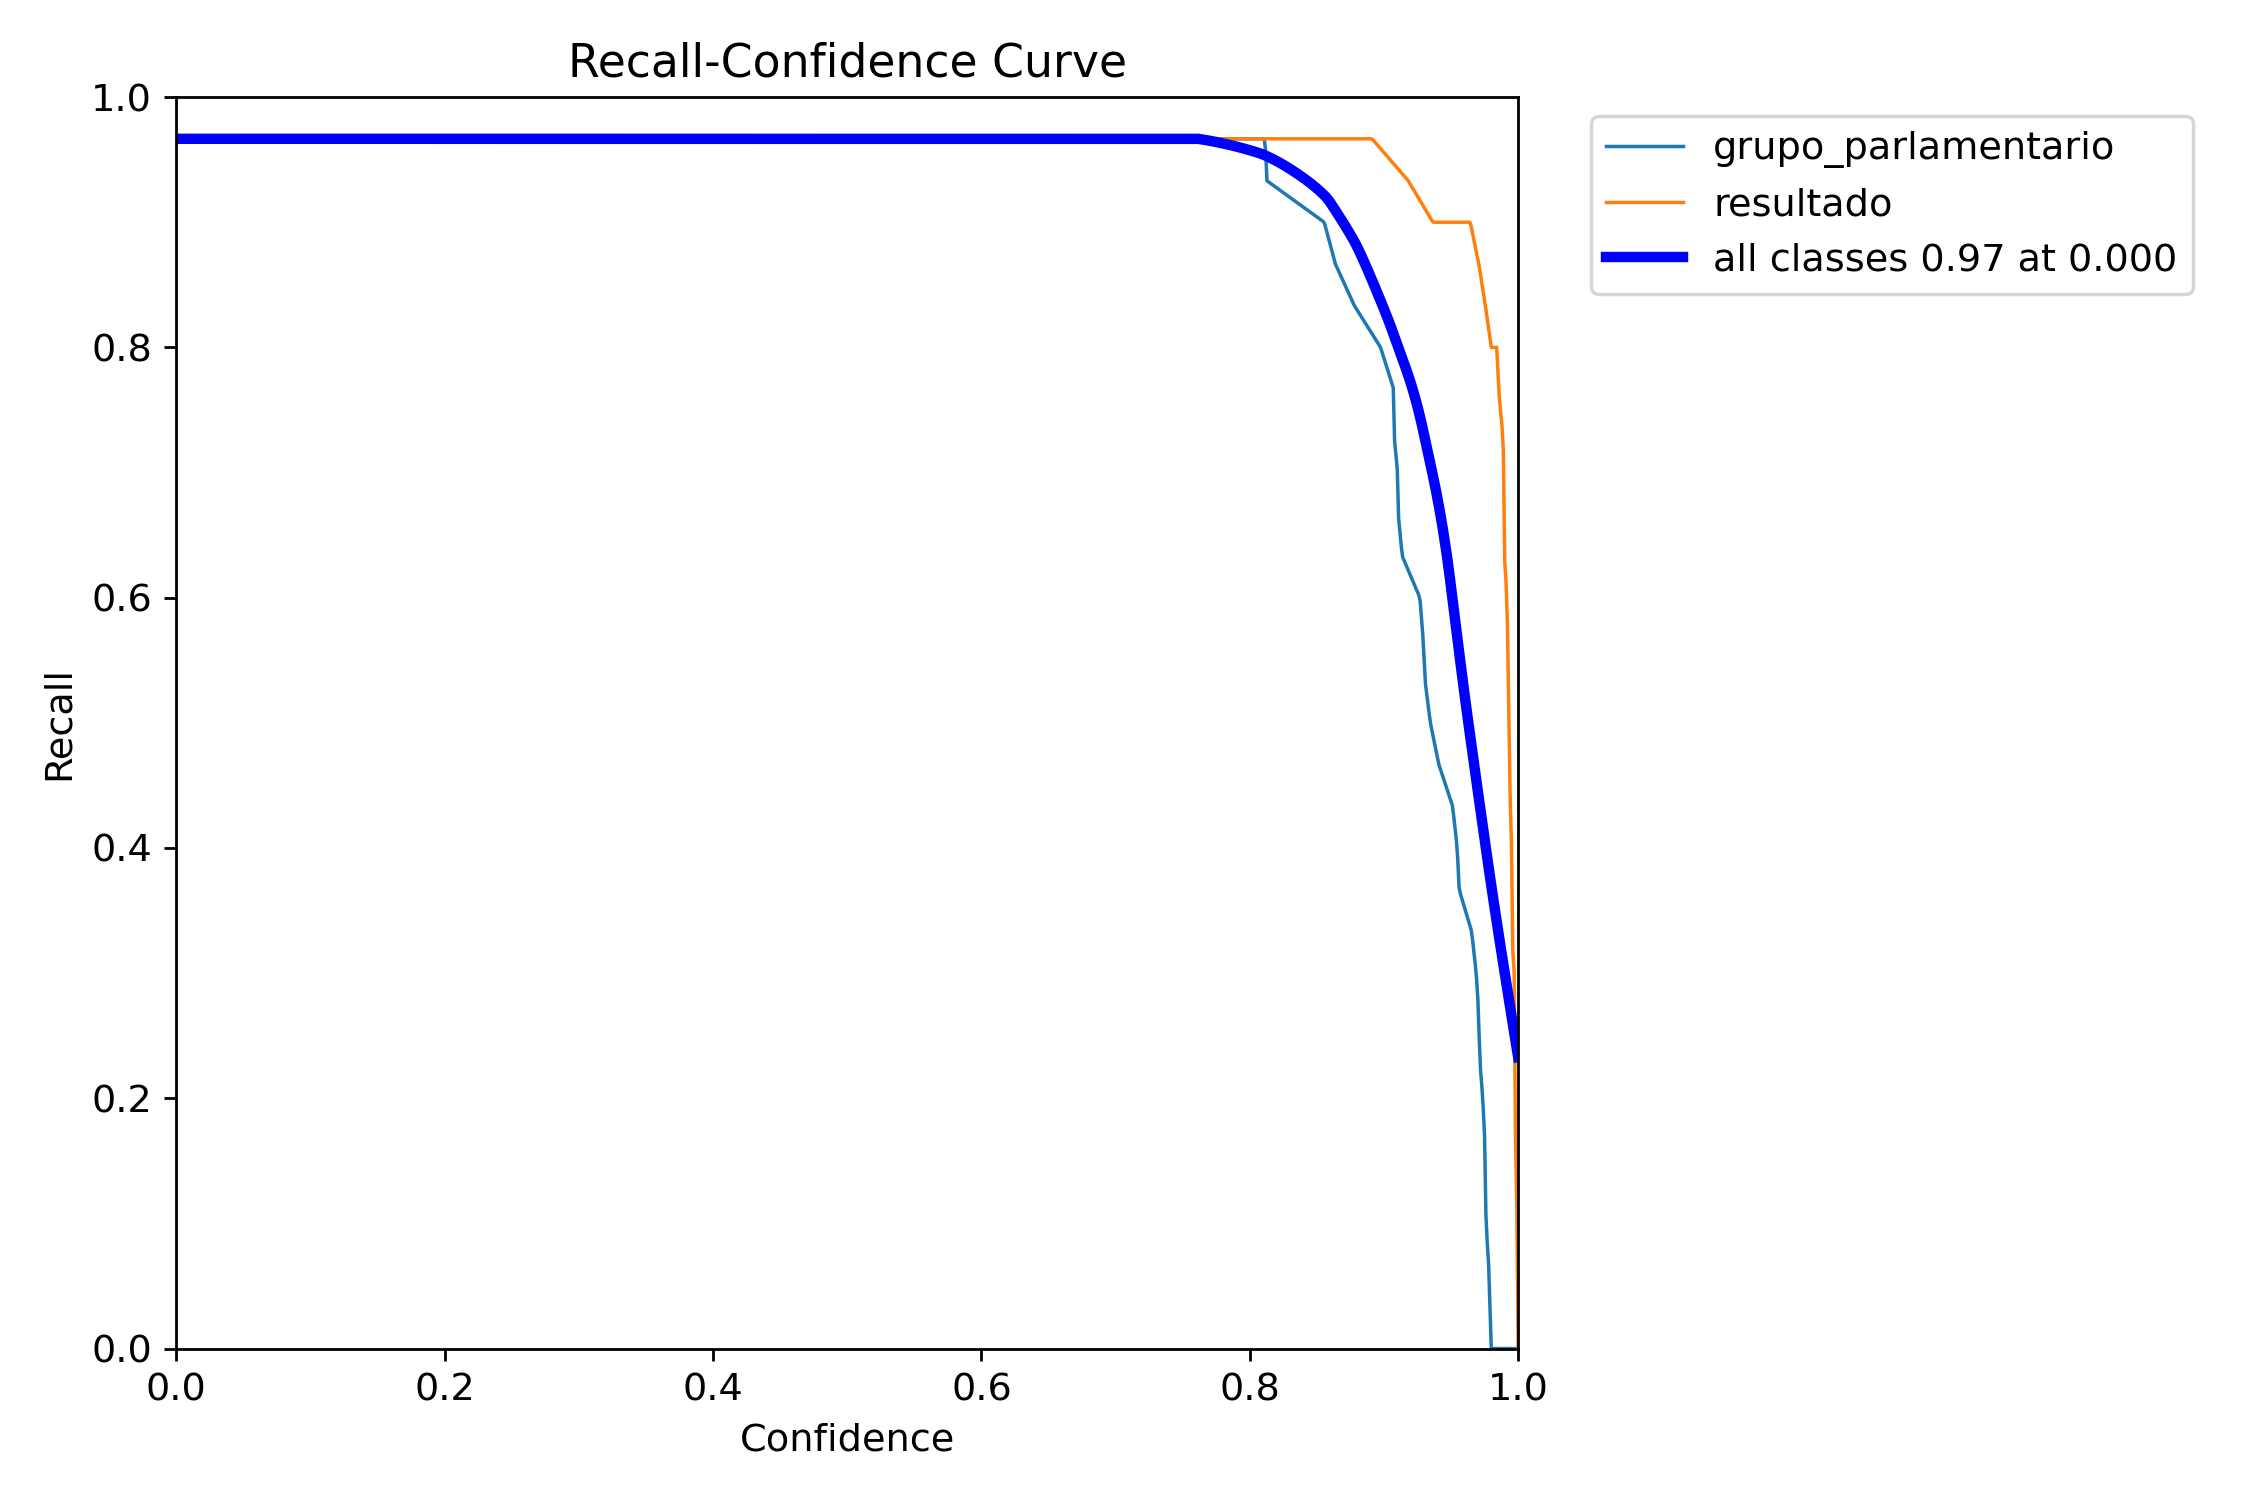 Recall-Confidence Curve
1.0
0.8
0.6
0.4
0.2
0.0
Recall
0.0 0.2 0.4 0.6 0.8 1.0
Confidence
grupo_parlamentario
resultado
all classes 0.97 at 0.000